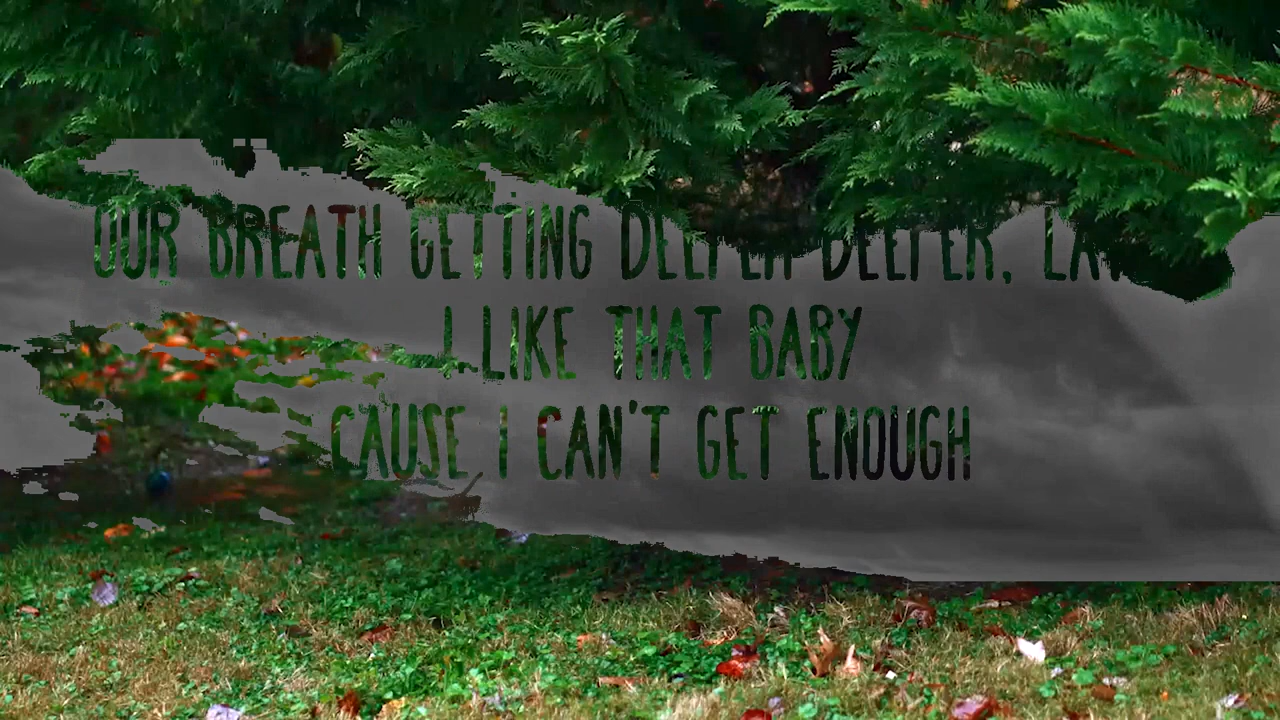 OUR BREATH GETTING DEEPER DEEPER,
I LIKE THAT BABY
CAUSE I CAN'T GET ENOUGH